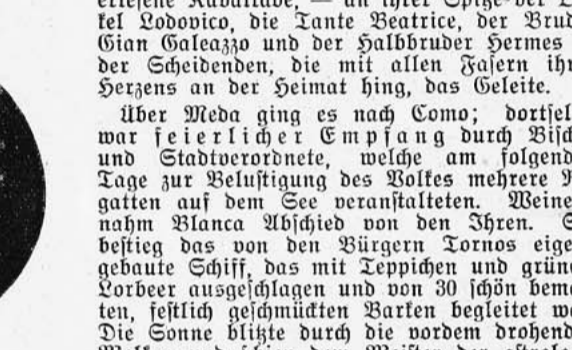 erlesene Kavalkade, — an ihrer Spitze der
kel Lodovico, die Tante Beatrice, der Brud
Gian Galeazzo und der Halbbruder Hermes
der Scheidenden, die mit allen Fasern ihr
Herzens an der Heimat hing, das Geleite.
Über Meda ging es nach Como; dortsel
war feierlicher Empfang durch Bisch
und Stadtverordnete, welche am folgend
Tage zur Belustigung des Volkes mehrere R
gatten auf dem See veranstalteten. Weine
nahm Blanca Abschied von den Ihren. S
bestieg das von den Bürgern Tornos eige
gebaute Schiff, das mit Teppichen und grün
Lorbeer ausgeschlagen und von 30 schön bem
ten, festlich geschmückten Barken begleitet w
Die Sonne blitzte durch die vordem drohend